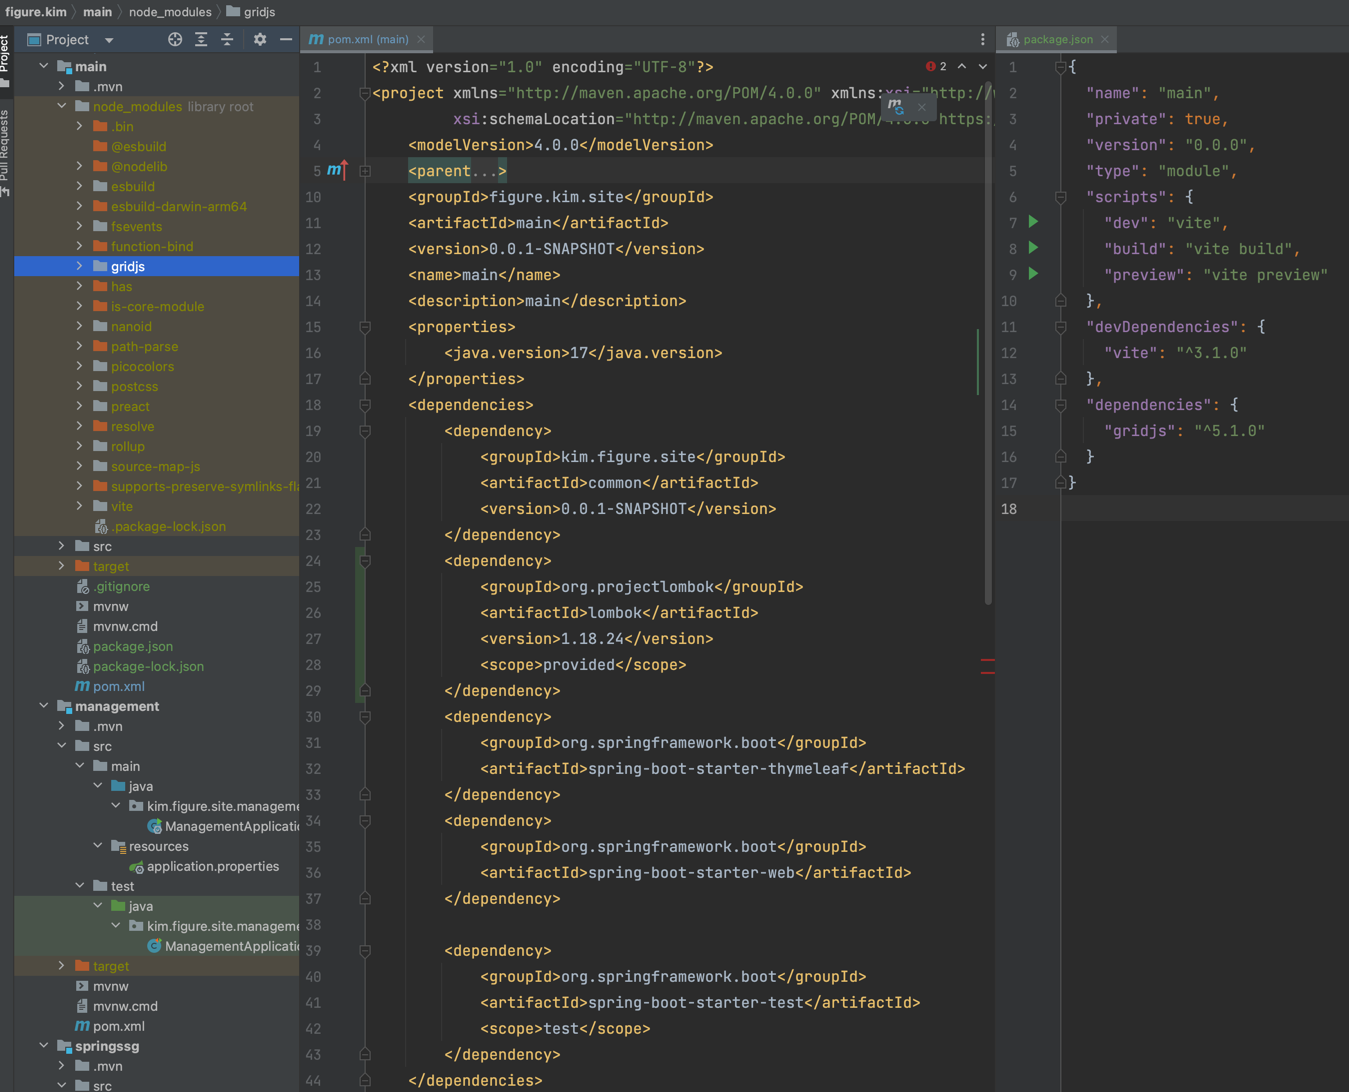 figure.kim
main
node_modules
gridjs
Project
Pull Requests
Project
main
.mvn
node_modules library root
.bin
@esbuild
@nodelib
esbuild
esbuild-darwin-arm64
fsevents
function-bind
gridjs
has
is-core-module
nanoid
path-parse
picocolors
postcss
preact
resolve
rollup
source-map-js
supports-preserve-symlinks-fla
vite
.package-lock.json
src
target
.gitignore
mvnw
mvnw.cmd
package.json
package-lock.json
pom.xml
management
.mvn
src
main
java
kim.figure.site.manageme
ManagementApplicatio
resources
application.properties
test
java
kim.figure.site.manageme
ManagementApplicatio
target
mvnw
mvnw.cmd
pom.xml
springssg
.mvn
src
pom.xml (main)
2
1 <?xml version="1.0" encoding="UTF-8"?>
2 <project xmlns="http://maven.apache.org/POM/4.0.0" xmlns:xsi="http://w
3 xsi:schemaLocation="http://maven.apache.org/POM/4.0.0 https:
4 <modelVersion>4.0.0</modelVersion>
5 <parent...>
10 <groupId>figure.kim.site</groupId>
11 <artifactId>main</artifactId>
12 <version>0.0.1-SNAPSHOT</version>
13 <name>main</name>
14 <description>main</description>
15 <properties>
16 <java.version>17</java.version>
17 </properties>
18 <dependencies>
19 <dependency>
20 <groupId>kim.figure.site</groupId>
21 <artifactId>common</artifactId>
22 <version>0.0.1-SNAPSHOT</version>
23 </dependency>
24 <dependency>
25 <groupId>org.projectlombok</groupId>
26 <artifactId>lombok</artifactId>
27 <version>1.18.24</version>
28 <scope>provided</scope>
29 </dependency>
30 <dependency>
31 <groupId>org.springframework.boot</groupId>
32 <artifactId>spring-boot-starter-thymeleaf</artifactId>
33 </dependency>
34 <dependency>
35 <groupId>org.springframework.boot</groupId>
36 <artifactId>spring-boot-starter-web</artifactId>
37 </dependency>
38
39 <dependency>
40 <groupId>org.springframework.boot</groupId>
41 <artifactId>spring-boot-starter-test</artifactId>
42 <scope>test</scope>
43 </dependency>
44 </dependencies>
package.json
1 {
2 "name": "main",
3 "private": true,
4 "version": "0.0.0",
5 "type": "module",
6 "scripts": {
7 "dev": "vite",
8 "build": "vite build",
9 "preview": "vite preview"
10 },
11 "devDependencies": {
12 "vite": "^3.1.0"
13 },
14 "dependencies": {
15 "gridjs": "^5.1.0"
16 }
17 }
18